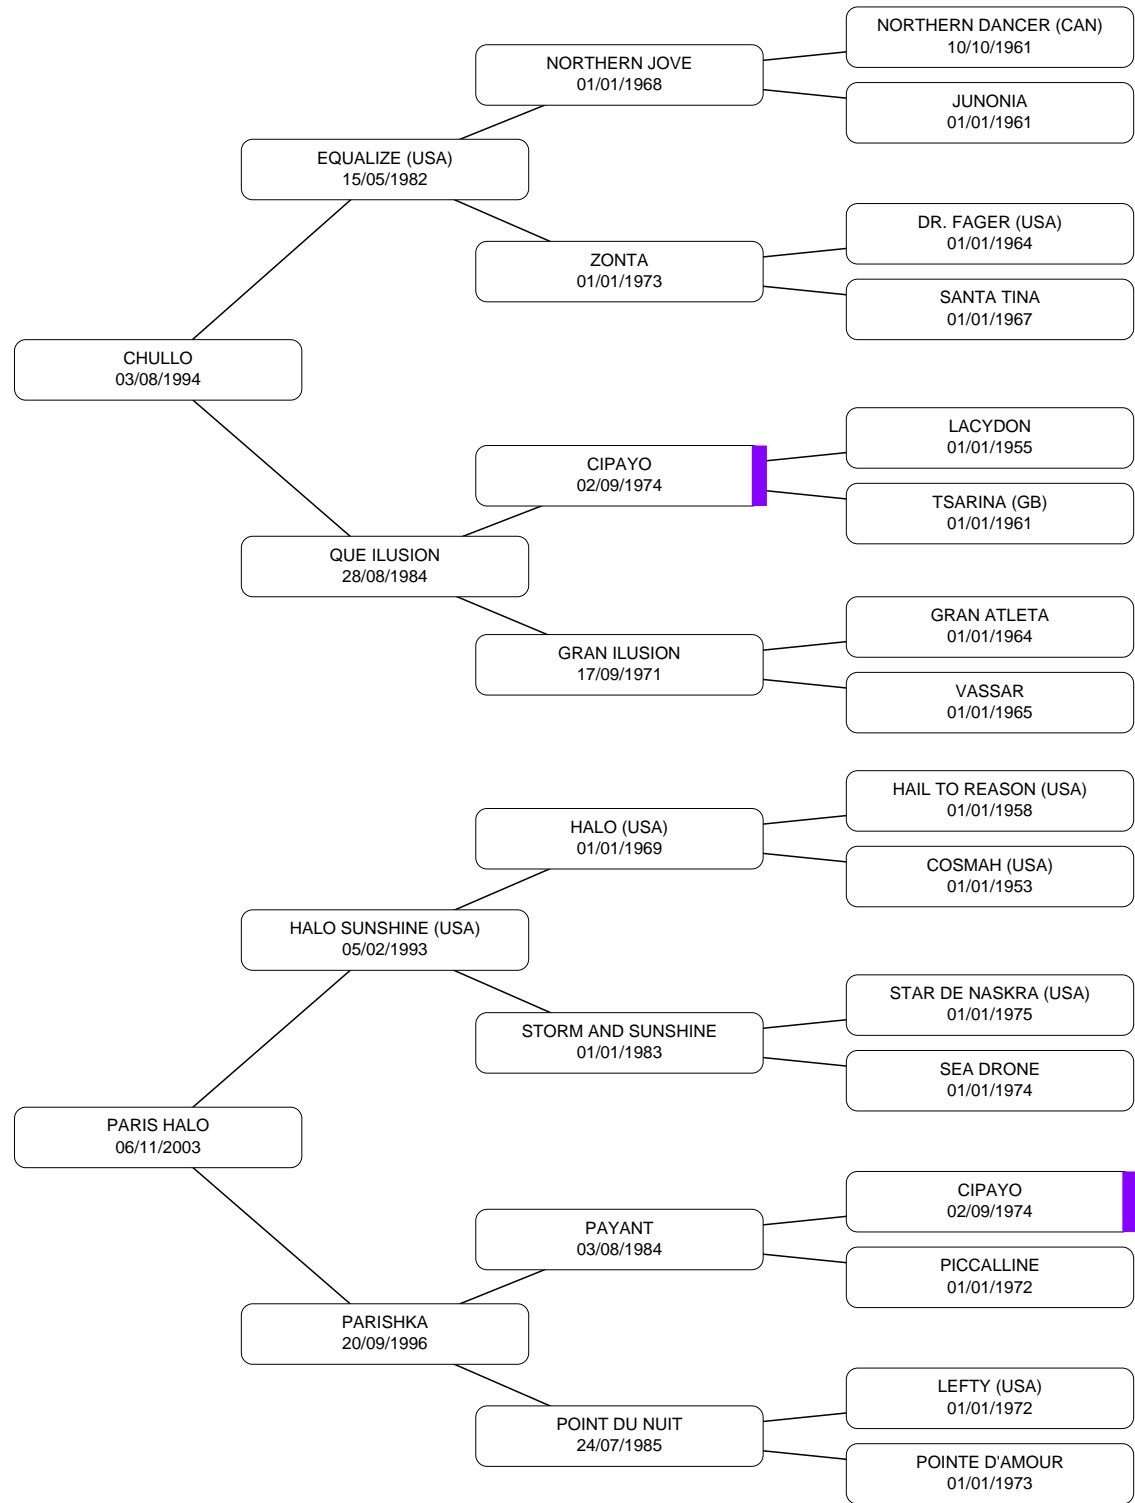 NORTHERN DANCER (CAN)
10/10/1961
NORTHERN JOVE
01/01/1968
JUNONIA
01/01/1961
EQUALIZE (USA)
15/05/1982
DR. FAGER (USA)
01/01/1964
ZONTA
01/01/1973
SANTA TINA
01/01/1967
CHULLO
03/08/1994
LACYDON
01/01/1955
CIPAYO
02/09/1974
TSARINA (GB)
01/01/1961
QUE ILUSION
28/08/1984
GRAN ATLETA
01/01/1964
GRAN ILUSION
17/09/1971
VASSAR
01/01/1965
HAIL TO REASON (USA)
01/01/1958
HALO (USA)
01/01/1969
COSMAH (USA)
01/01/1953
HALO SUNSHINE (USA)
05/02/1993
STAR DE NASKRA (USA)
01/01/1975
STORM AND SUNSHINE
01/01/1983
SEA DRONE
01/01/1974
PARIS HALO
06/11/2003
CIPAYO
02/09/1974
PAYANT
03/08/1984
PICCALLINE
01/01/1972
PARISHKA
20/09/1996
LEFTY (USA)
01/01/1972
POINT DU NUIT
24/07/1985
POINTE D'AMOUR
01/01/1973